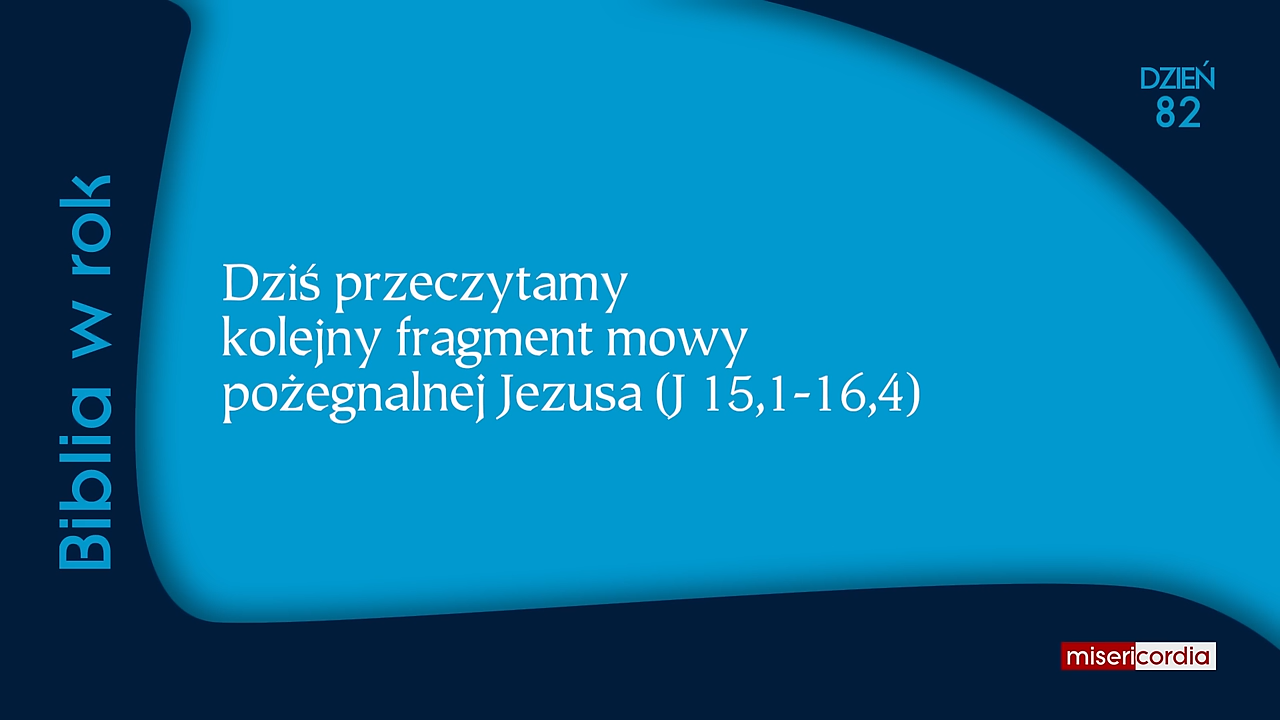 Biblia w rok
DZIEŃ
82
Dziś przeczytamy
kolejny fragment mowy
pożegnalnej Jezusa (J 15,1-16,4)
misericordia